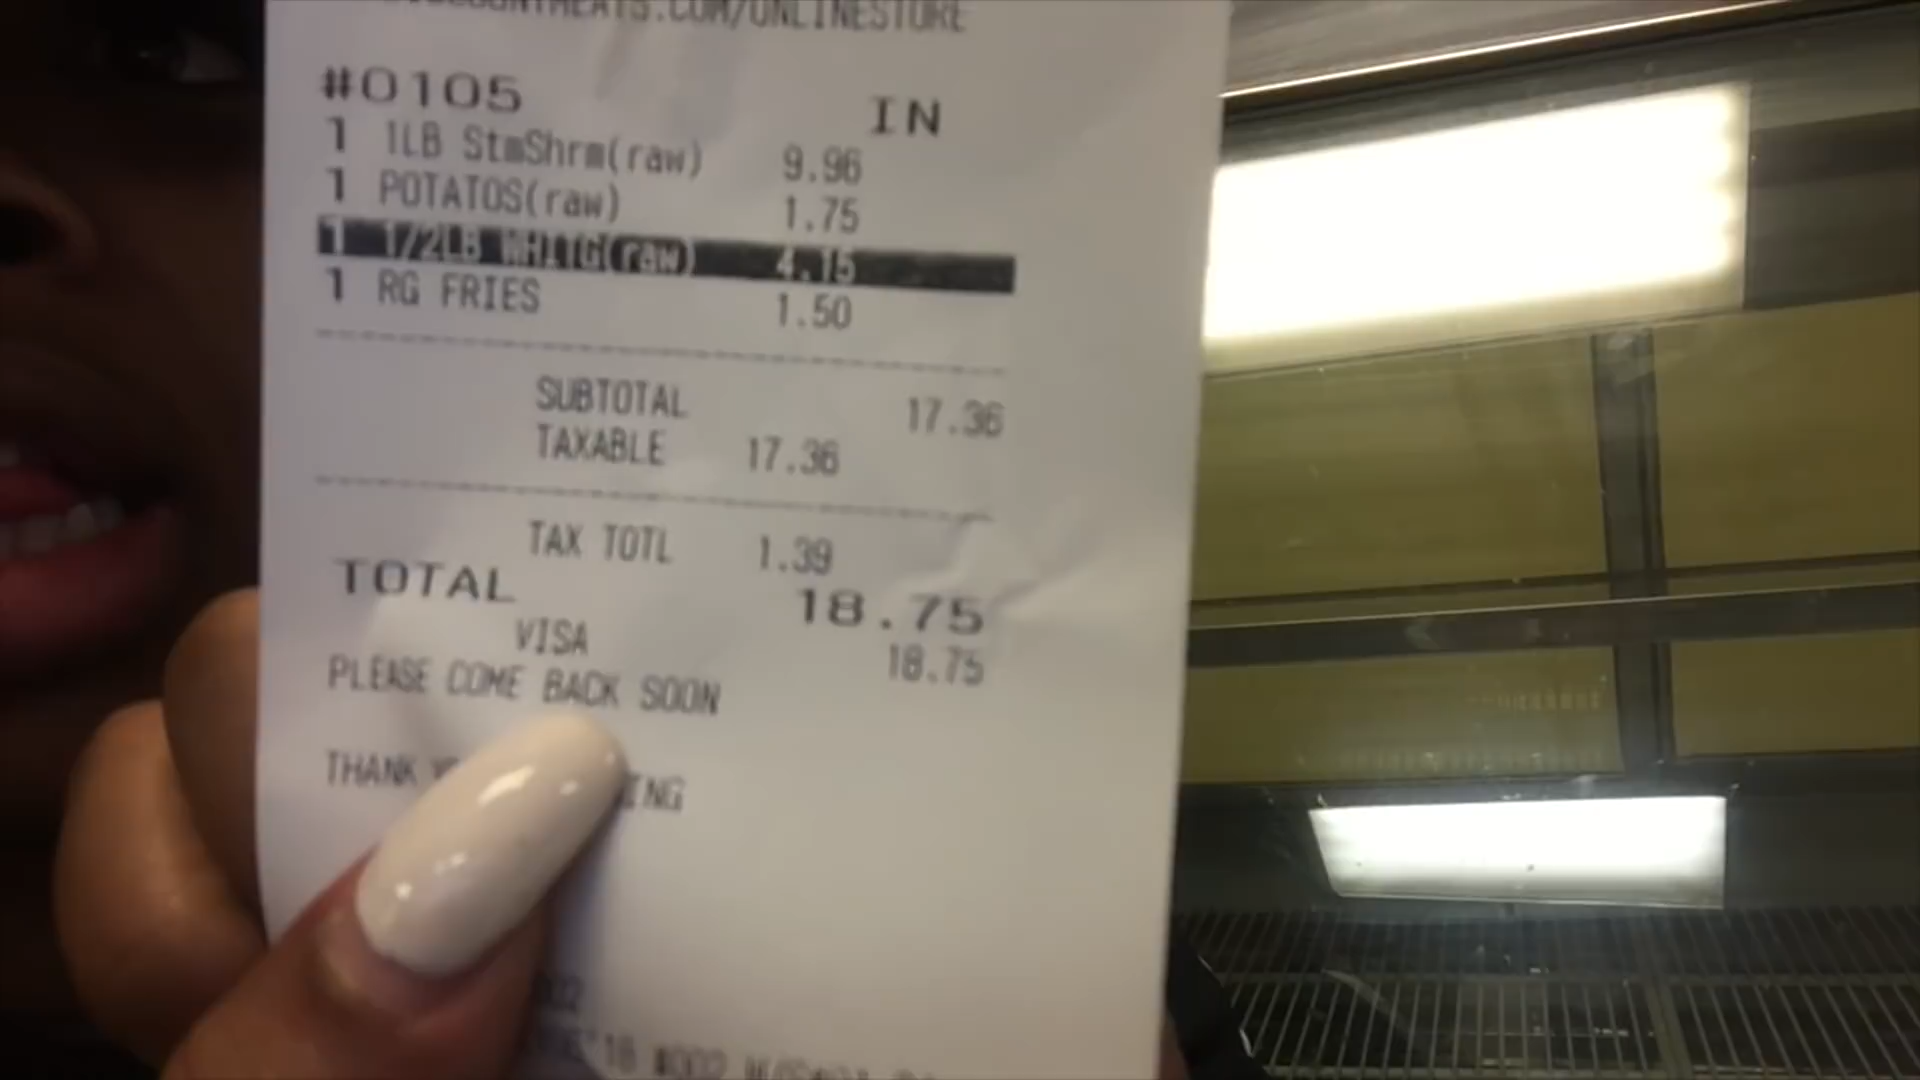 .COM/ONLINESTORE
#0105 IN
1 1LB StmShrm(raw) 9.96
1 POTATOS(raw) 1.75
1 1/2LB WHITG(raw) 4.15
1 RG FRIES 1.50
SUBTOTAL 17.36
TAXABLE 17.36
TAX TOTL 1.39
TOTAL 18.75
VISA 18.75
PLEASE COME BACK SOON
THANK